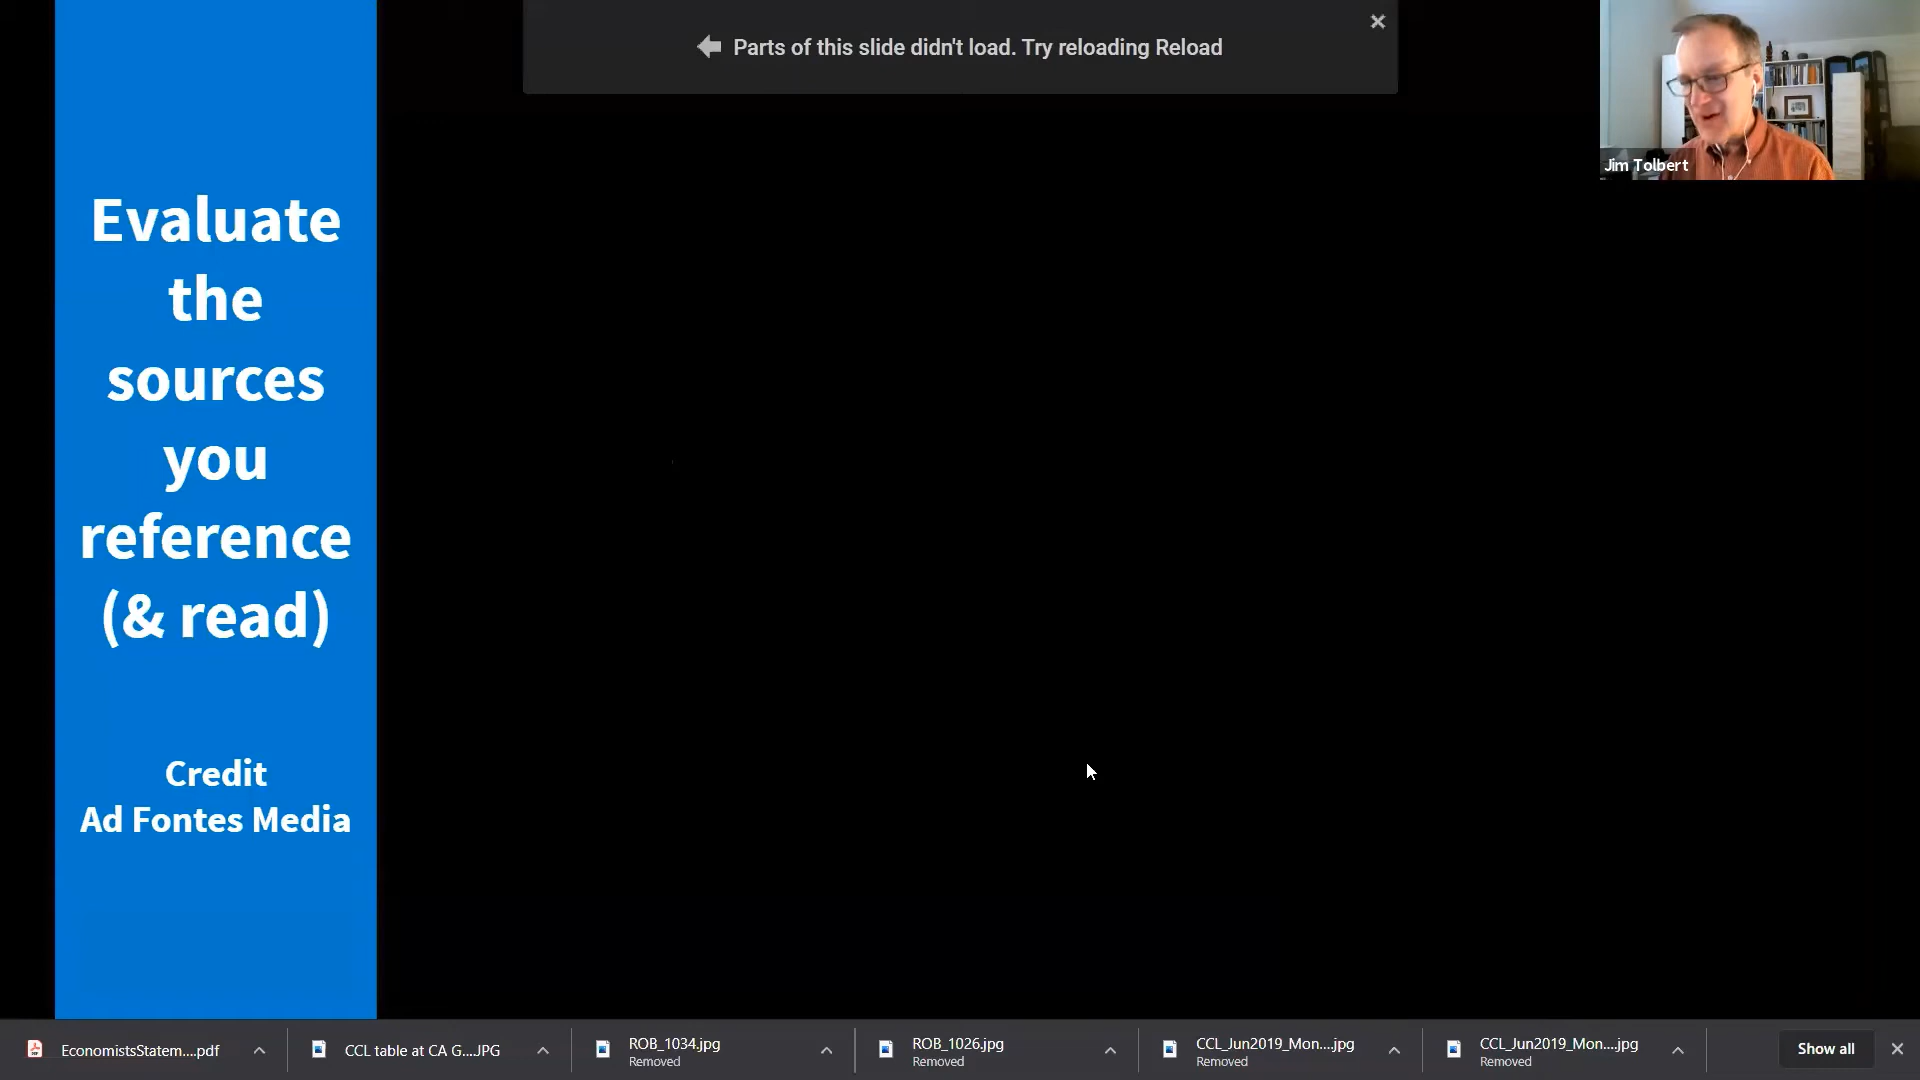 Parts of this slide didn't load. Try reloading Reload
Jim Tolbert
Evaluate
the
sources
you
reference
(& read)
Credit
Ad Fontes Media
EconomistsStatem....pdf
CCL table at CA G...JPG
ROB_1034.jpg
Removed
ROB_1026.jpg
Removed
CCL_Jun2019_Mon....jpg
Removed
CCL_Jun2019_Mon....jpg
Removed
Show all